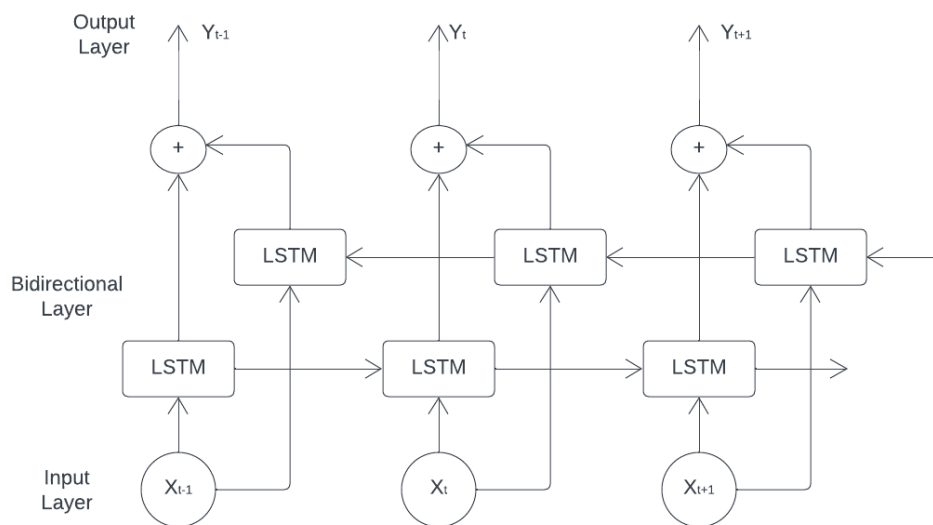 Output
Layer
Yt-1
Yt
Yt+1
+
+
+
LSTM
LSTM
LSTM
Bidirectional
Layer
LSTM
LSTM
LSTM
Input
Layer
Xt-1
Xt
Xt+1